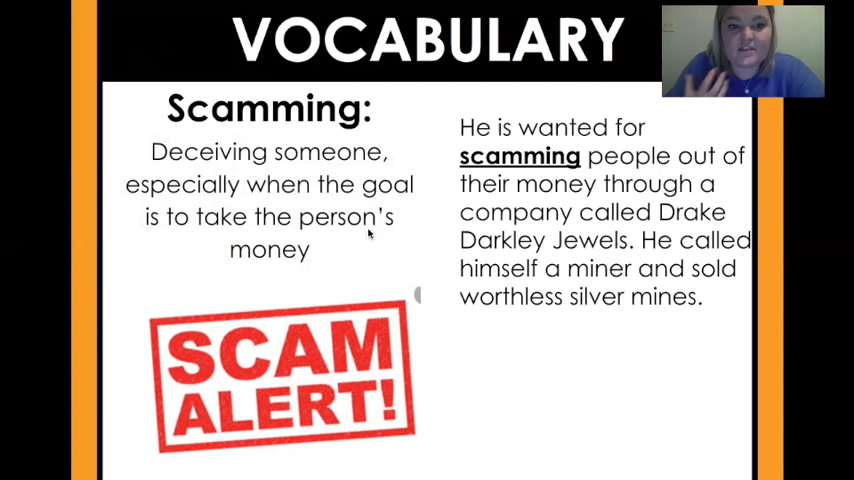 VOCABULARY
Scamming:
Deceiving someone,
especially when the goal
is to take the person's
money
SCAM
ALERT!
He is wanted for
scamming people out of
their money through a
company called Drake
Darkley Jewels. He called
himself a miner and sold
worthless silver mines.